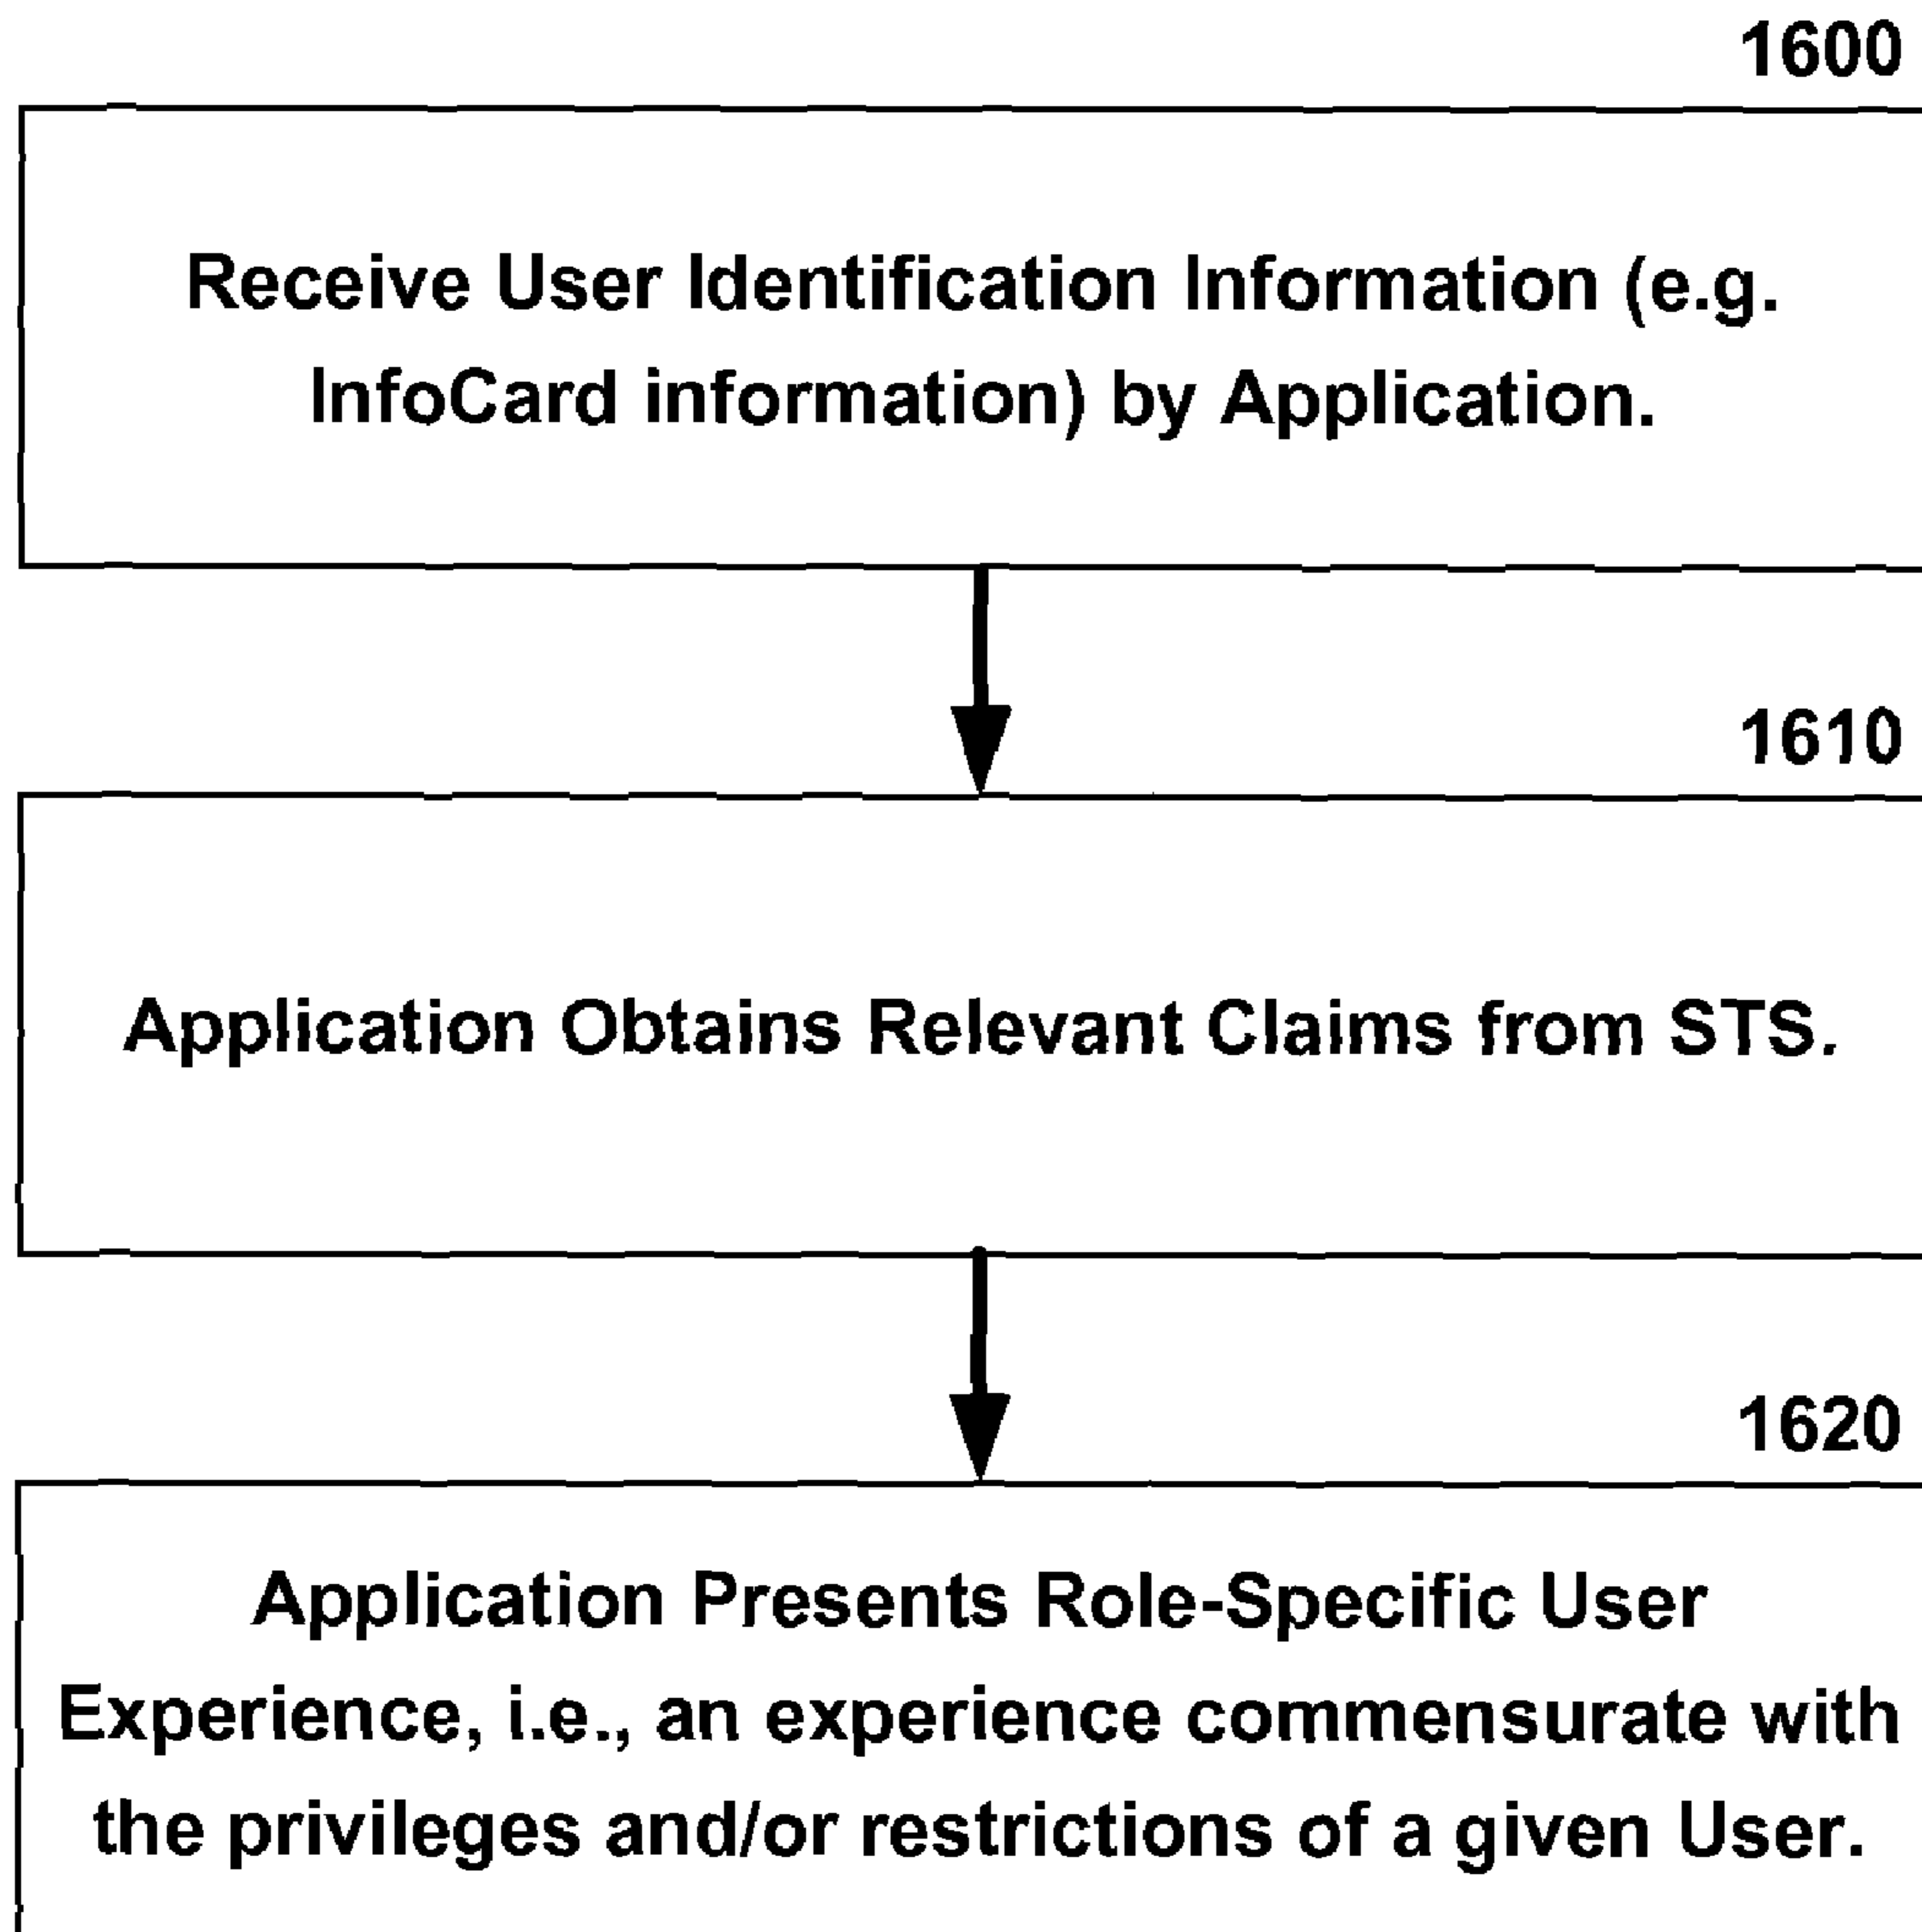 1600
Receive User Identification Information (e.g.
InfoCard information) by Application.
1610
Application Obtains Relevant Claims from STS.
1620
Application Presents Role-Specific User
Experience, i.e., an experience commensurate with
the privileges and/or restrictions of a given User.